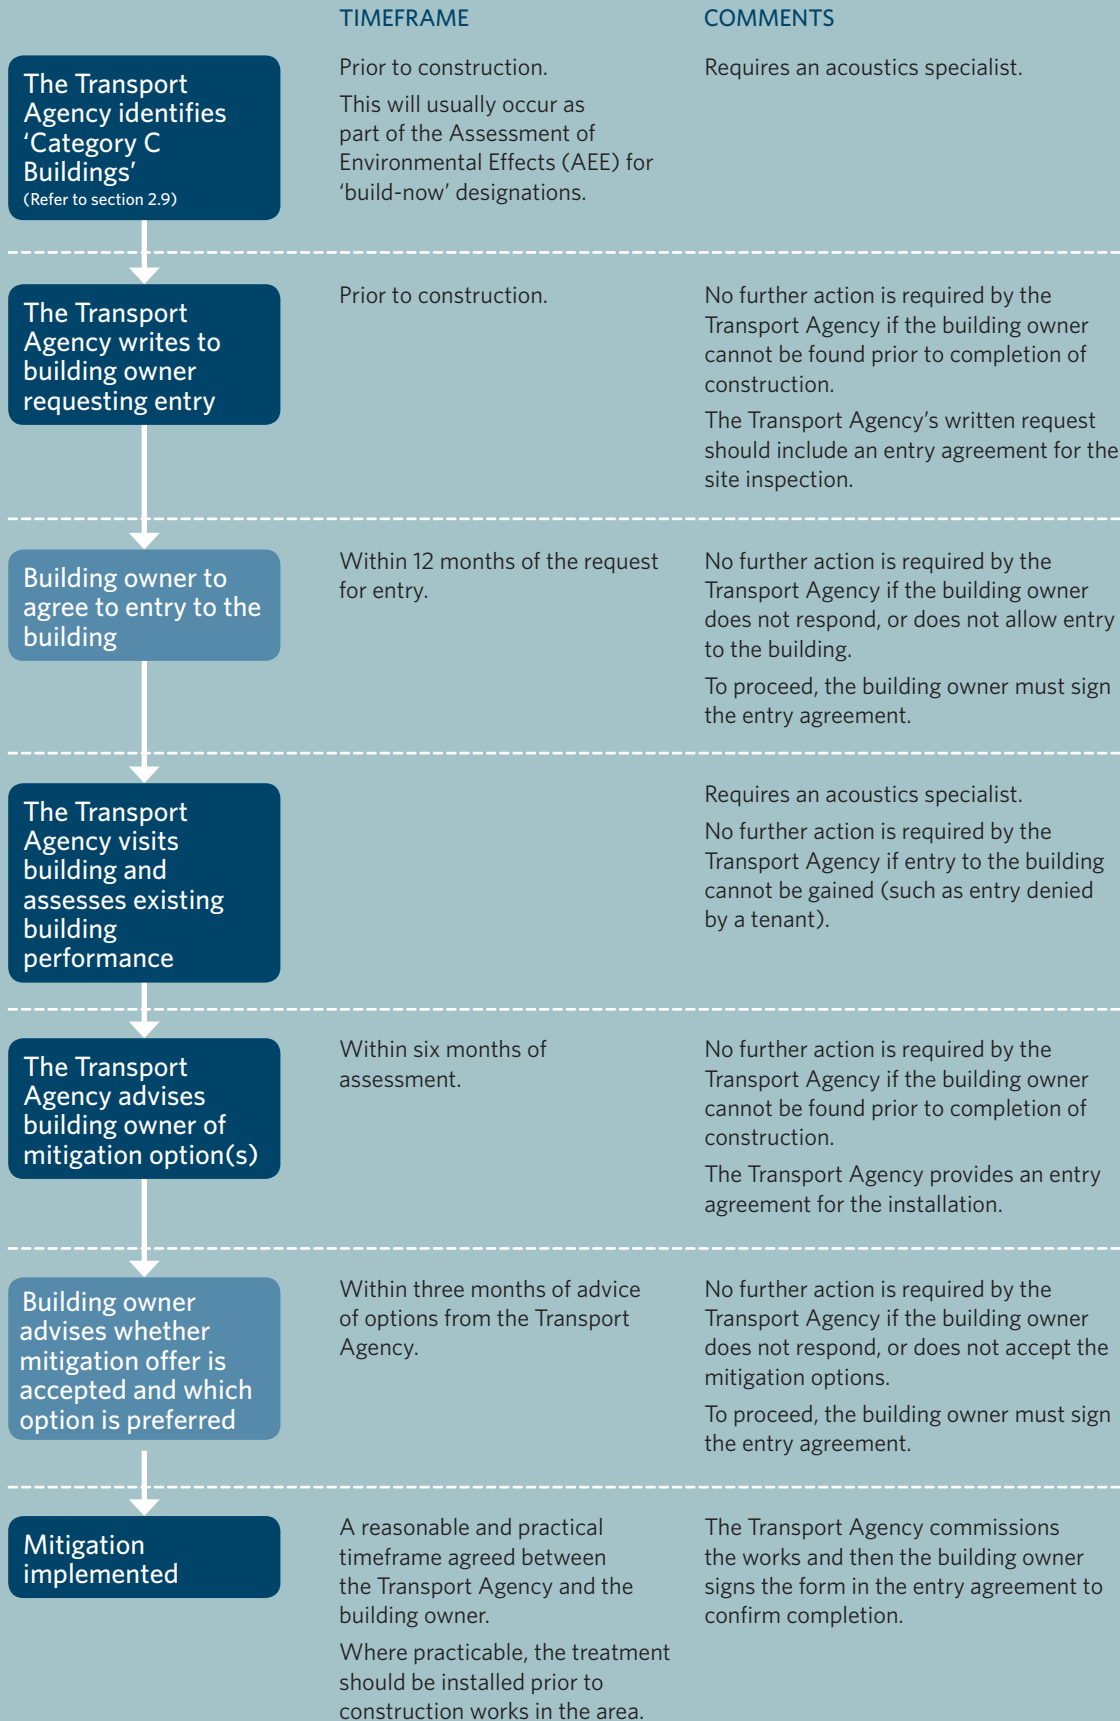 TIMEFRAME
COMMENTS
The Transport
Agency identifies
‘Category C
Buildings’
(Refer to section 2.9)
Prior to construction.
This will usually occur as
part of the Assessment of
Environmental Effects (AEE) for
‘build-now’ designations.
Requires an acoustics specialist.
The Transport
Agency writes to
building owner
requesting entry
Prior to construction.
No further action is required by the
Transport Agency if the building owner
cannot be found prior to completion of
construction.
The Transport Agency’s written request
should include an entry agreement for the
site inspection.
Building owner to
agree to entry to the
building
Within 12 months of the request
for entry.
No further action is required by the
Transport Agency if the building owner
does not respond, or does not allow entry
to the building.
To proceed, the building owner must sign
the entry agreement.
The Transport
Agency visits
building and
assesses existing
building
performance
Requires an acoustics specialist.
No further action is required by the
Transport Agency if entry to the building
cannot be gained (such as entry denied
by a tenant).
The Transport
Agency advises
building owner of
mitigation option(s)
Within six months of
assessment.
No further action is required by the
Transport Agency if the building owner
cannot be found prior to completion of
construction.
The Transport Agency provides an entry
agreement for the installation.
Building owner
advises whether
mitigation offer is
accepted and which
option is preferred
Within three months of advice
of options from the Transport
Agency.
No further action is required by the
Transport Agency if the building owner
does not respond, or does not accept the
mitigation options.
To proceed, the building owner must sign
the entry agreement.
Mitigation
implemented
A reasonable and practical
timeframe agreed between
the Transport Agency and the
building owner.
Where practicable, the treatment
should be installed prior to
construction works in the area.
The Transport Agency commissions
the works and then the building owner
signs the form in the entry agreement to
confirm completion.